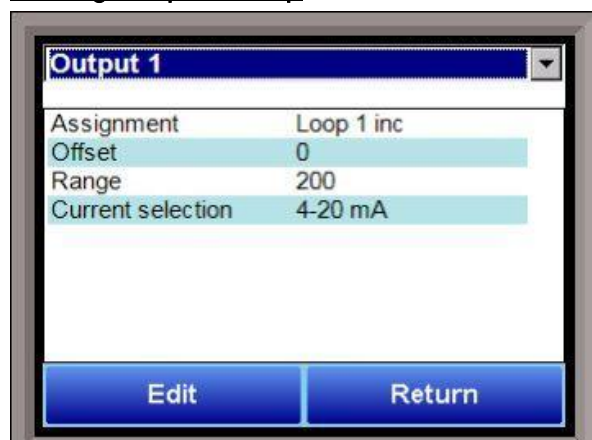 Output 1
Assignment Loop 1 inc
Offset 0
Range 200
Current selection 4-20 mA
Edit Return